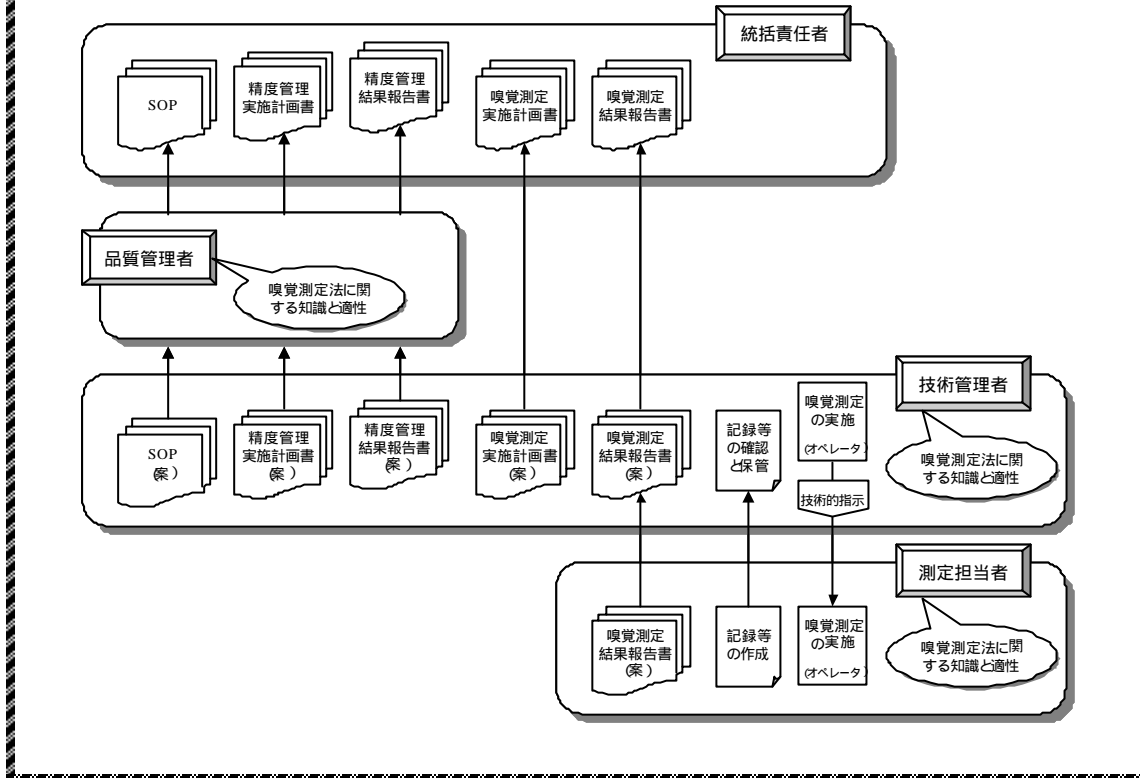 統括責任者
SOP
精度管理
実施計画書
精度管理
結果報告書
嗅覚測定
実施計画書
嗅覚測定
結果報告書
品質管理者
嗅覚測定法に関
する知識と適性
技術管理者
SOP
(案)
精度管理
実施計画書
(案)
精度管理
結果報告書
(案)
嗅覚測定
実施計画書
(案)
嗅覚測定
結果報告書
(案)
記録等
の確認
と保管
嗅覚測定
の実施
(オペレータ)
技術的指示
嗅覚測定法に関
する知識と適性
測定担当者
嗅覚測定
結果報告書
(案)
記録等
の作成
嗅覚測定
の実施
(オペレータ)
嗅覚測定法に関
する知識と適性